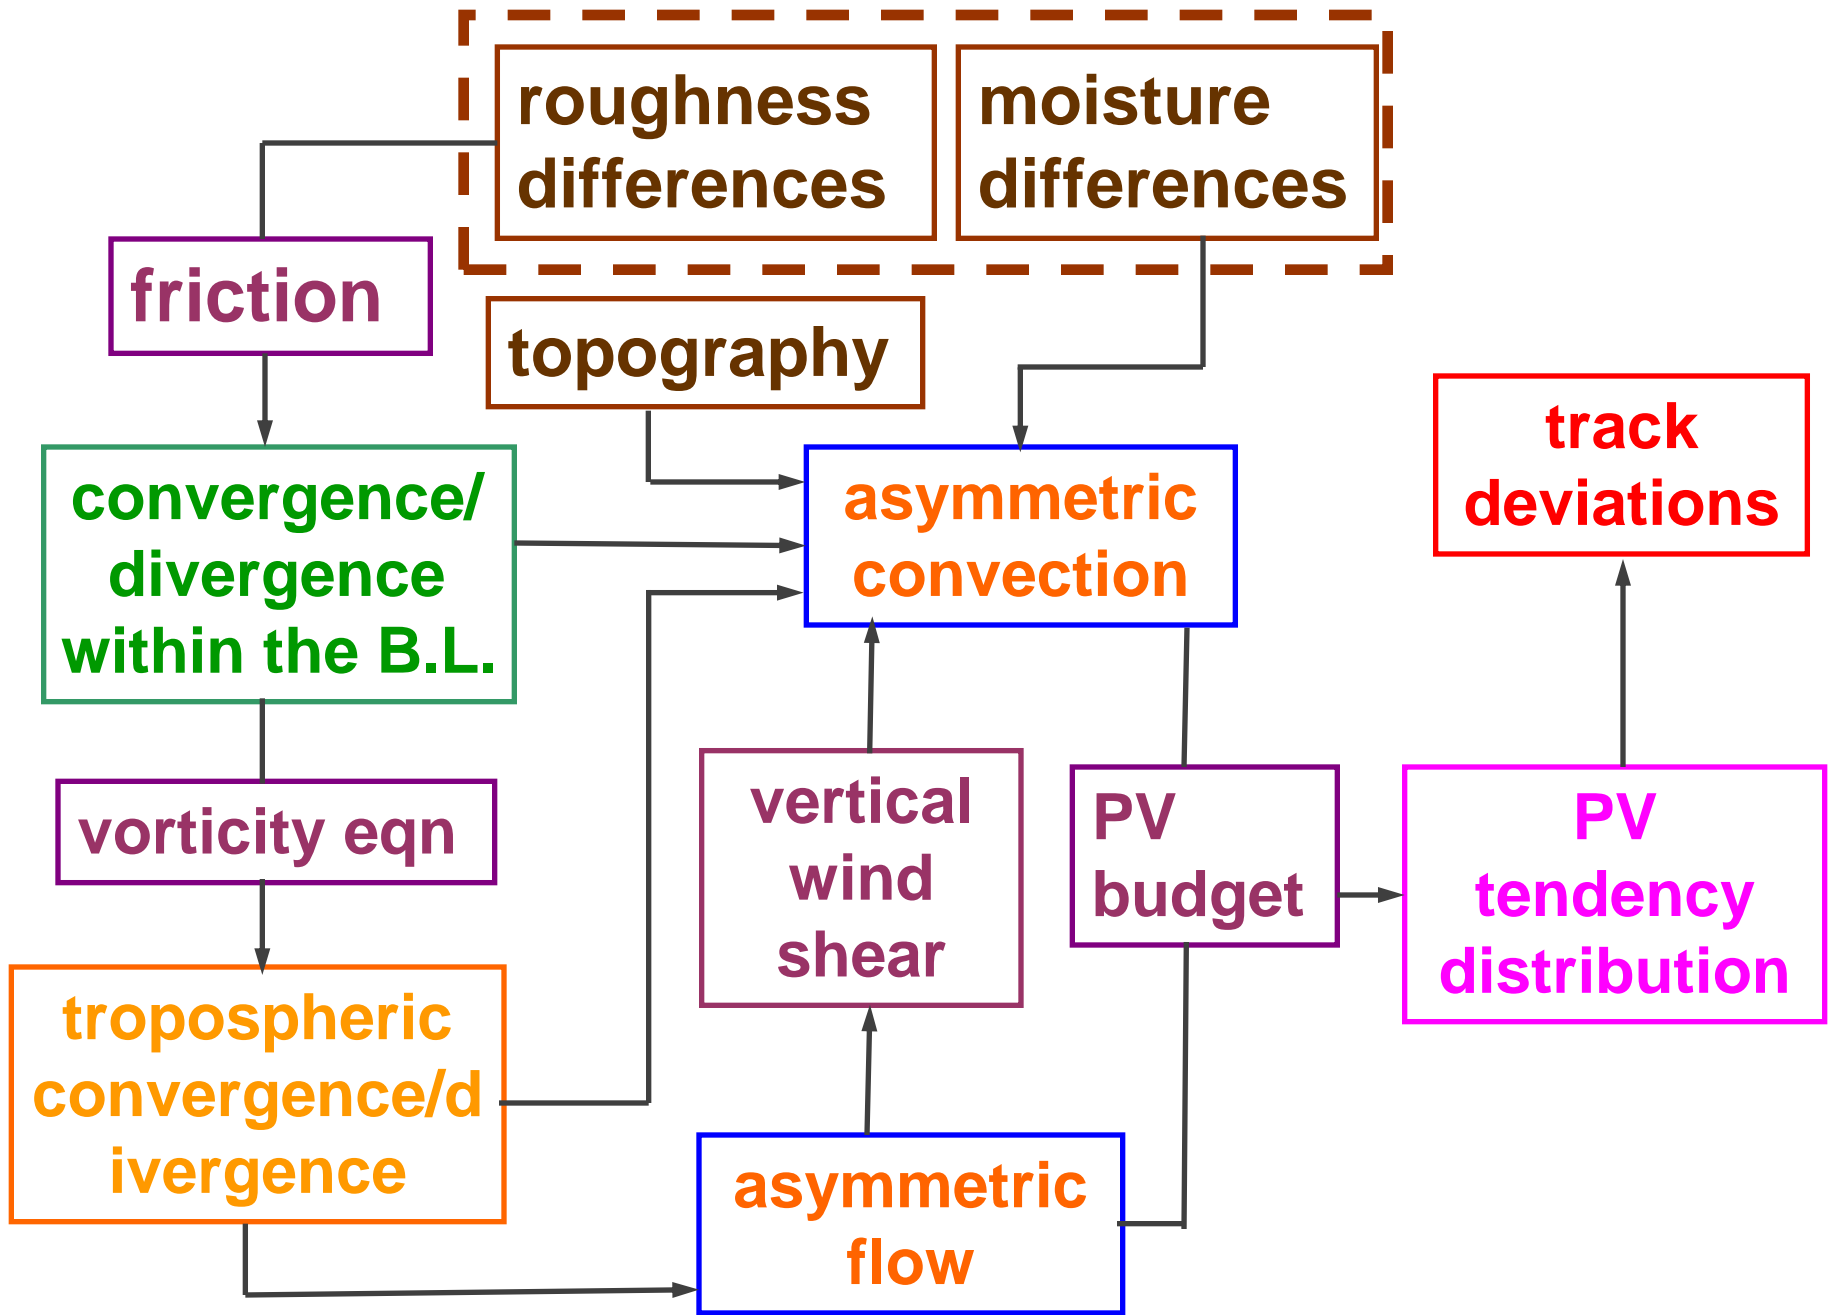 roughness
differences
moisture
differences
friction
topography
track
deviations
convergence/
divergence
within the B.L.
asymmetric
convection
vorticity eqn
vertical
wind
shear
PV
budget
PV
tendency
distribution
tropospheric
convergence/d
ivergence
asymmetric
flow